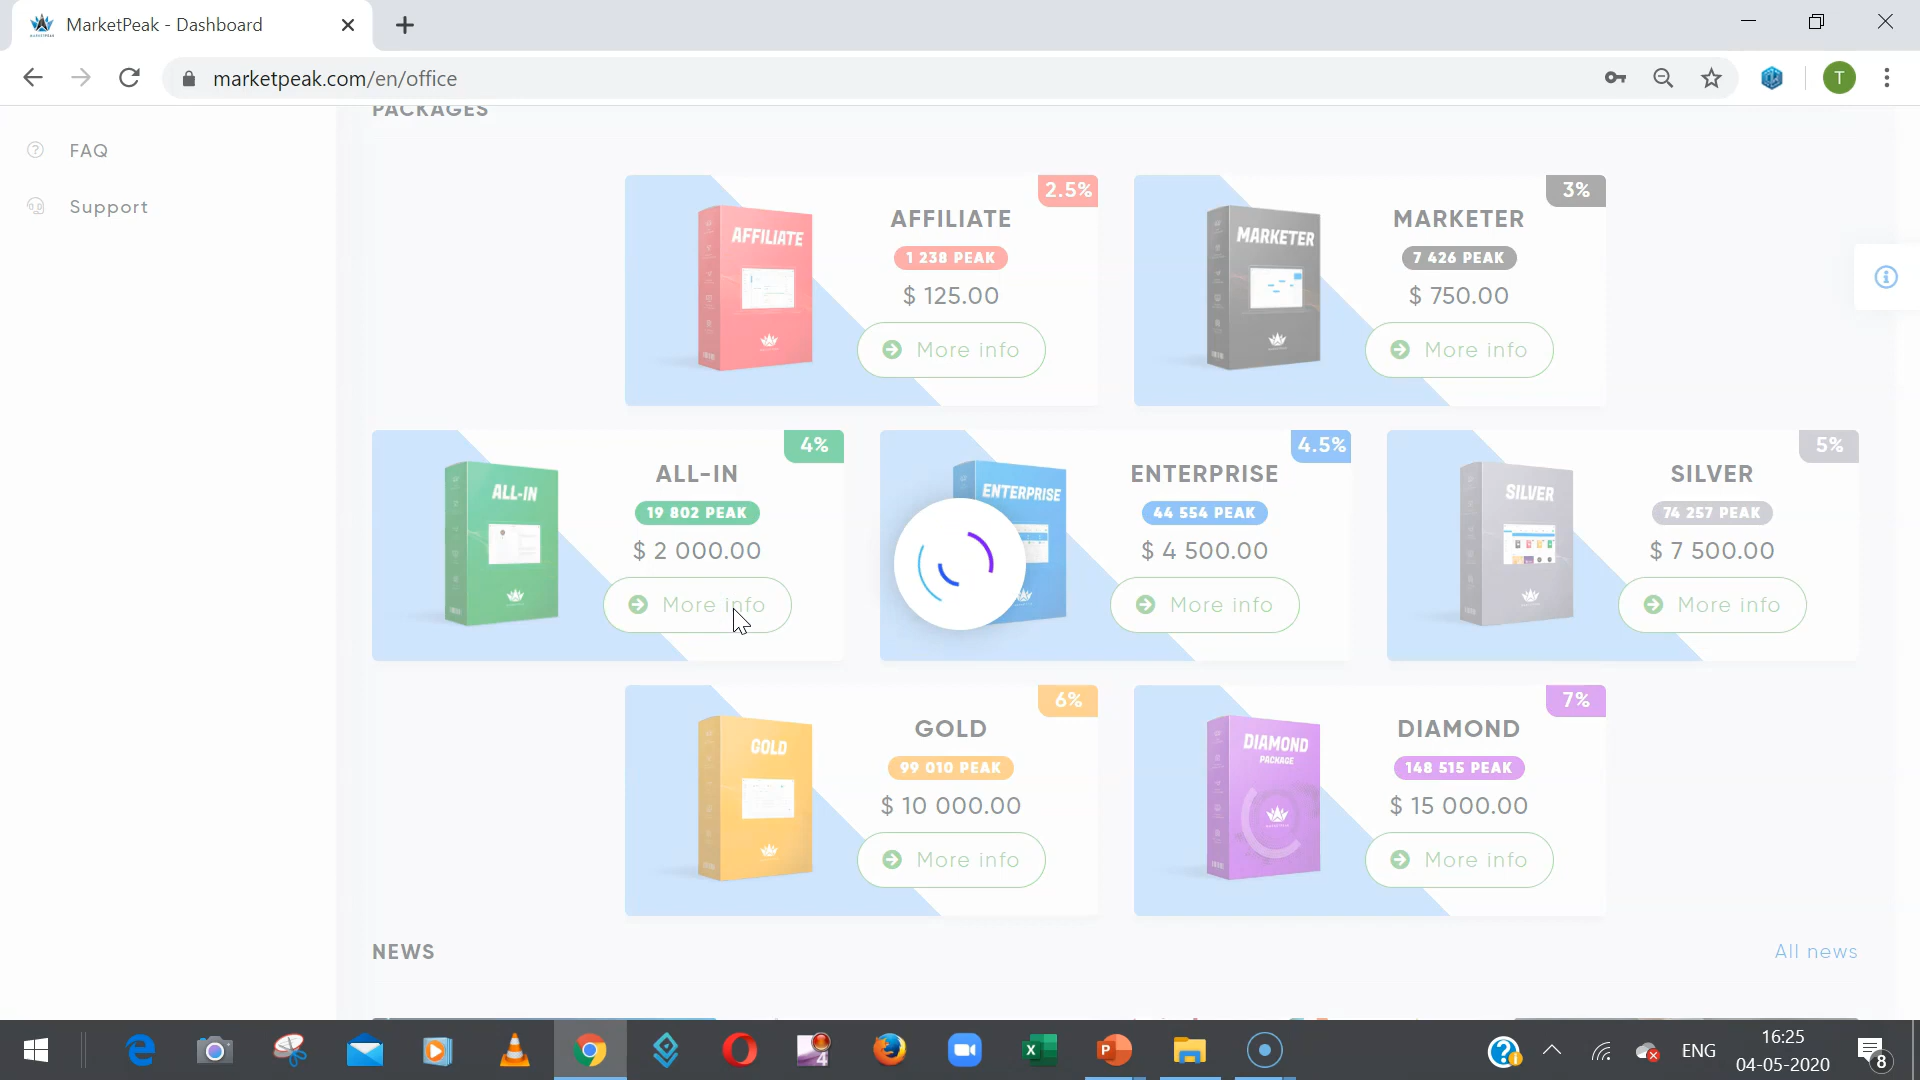 MarketPeak - Dashboard
marketpeak.com/en/office
T
PACKAGES
FAQ
Support
2.5%
AFFILIATE
AFFILIATE
1 238 PEAK
$ 125.00
More info
3%
MARKETER
MARKETER
7 426 PEAK
$ 750.00
More info
4%
ALL-IN
ALL-IN
19 802 PEAK
$ 2 000.00
More info
4.5%
ENTERPRISE
ENTERPRISE
44 554 PEAK
$ 4 500.00
More info
5%
SILVER
SILVER
74 257 PEAK
$ 7 500.00
More info
6%
GOLD
GOLD
99 010 PEAK
$ 10 000.00
More info
7%
DIAMOND
PACKAGE
DIAMOND
148 515 PEAK
$ 15 000.00
More info
NEWS
All news
4
ENG
16:25
04-05-2020
8